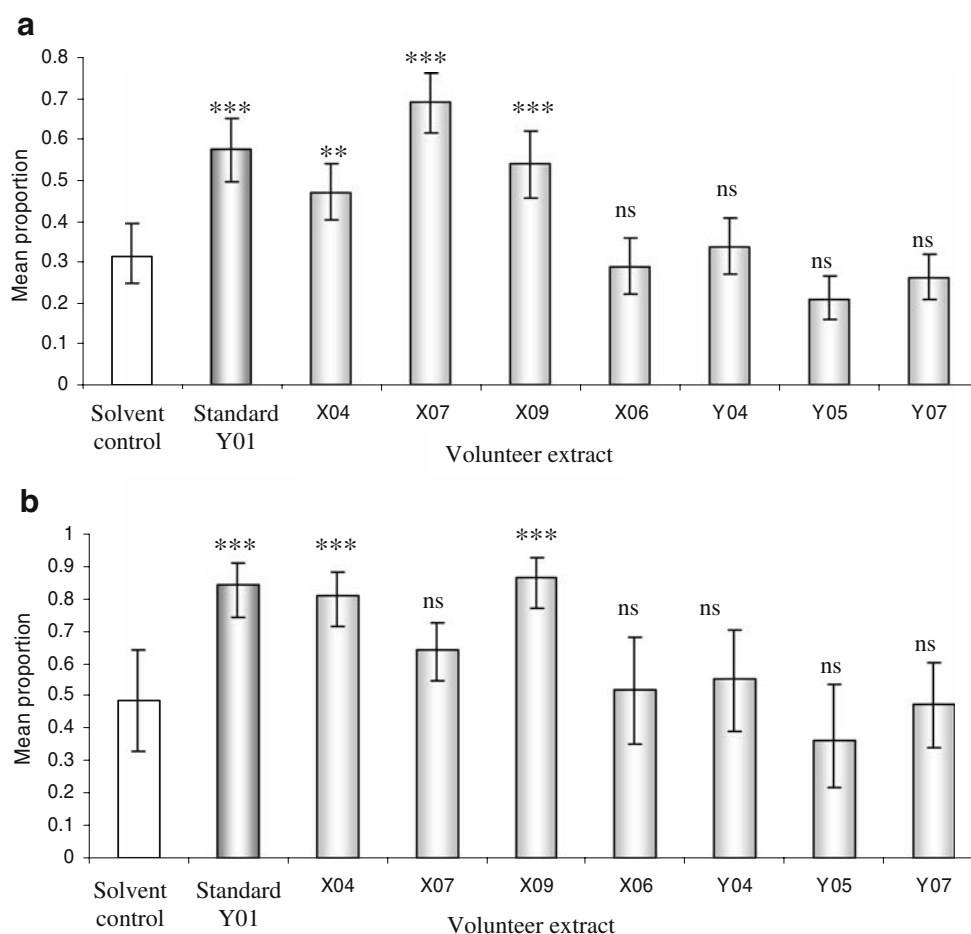 a
0.8
0.7
0.6
0.5
0.4
0.3
0.2
0.1
0
Mean proportion
***
**
***
***
ns
ns
ns
ns
Solvent control
Standard Y01
X04
X07
X09
X06
Y04
Y05
Y07
Volunteer extract
b
1
0.9
0.8
0.7
0.6
0.5
0.4
0.3
0.2
0.1
0
Mean proportion
***
***
ns
***
ns
ns
ns
ns
Solvent control
Standard Y01
X04
X07
X09
X06
Y04
Y05
Y07
Volunteer extract